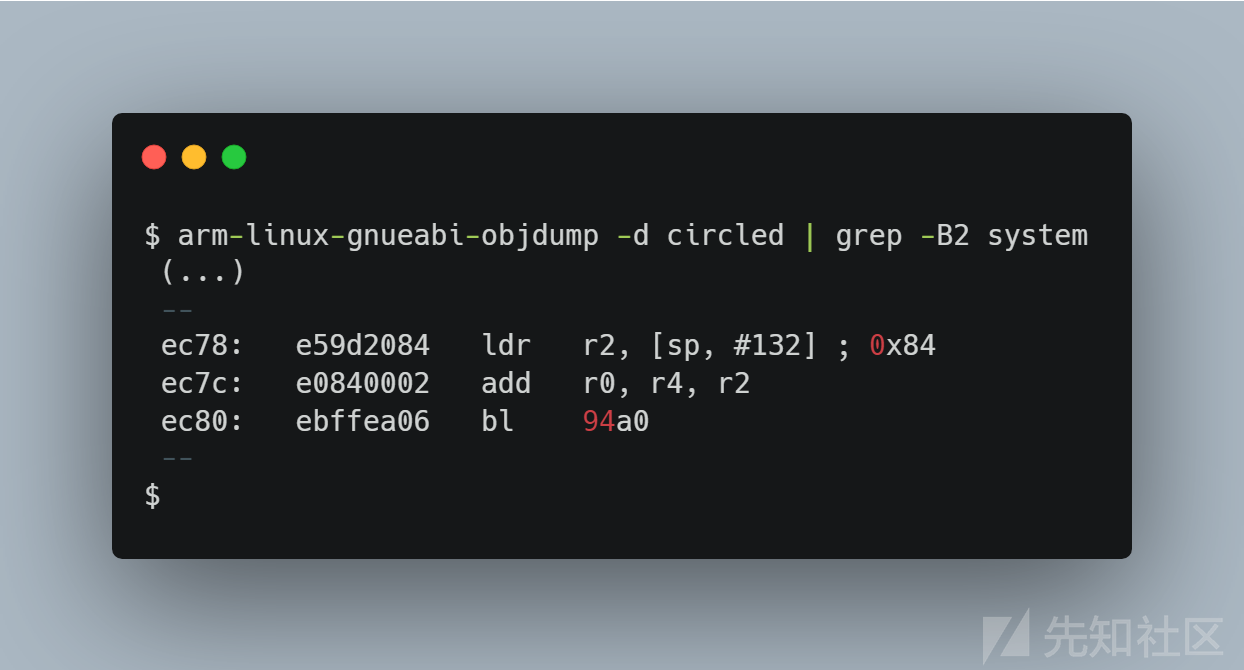 $ arm-linux-gnueabi-objdump -d circled | grep -B2 system
(...)
--
ec78:   e59d2084   ldr   r2, [sp, #132] ; 0x84
ec7c:   e0840002   add   r0, r4, r2
ec80:   ebffea06   bl    94a0
--
$
先知社区